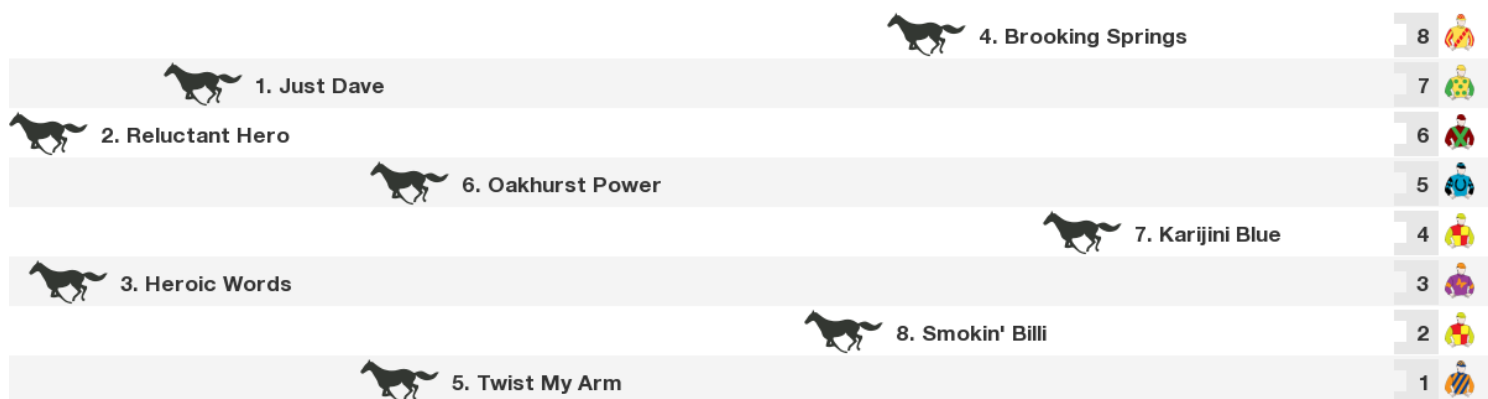 4. Brooking Springs 8
1. Just Dave 7
2. Reluctant Hero 6
6. Oakhurst Power 5
7. Karijini Blue 4
3. Heroic Words 3
8. Smokin' Billi 2
5. Twist My Arm 1